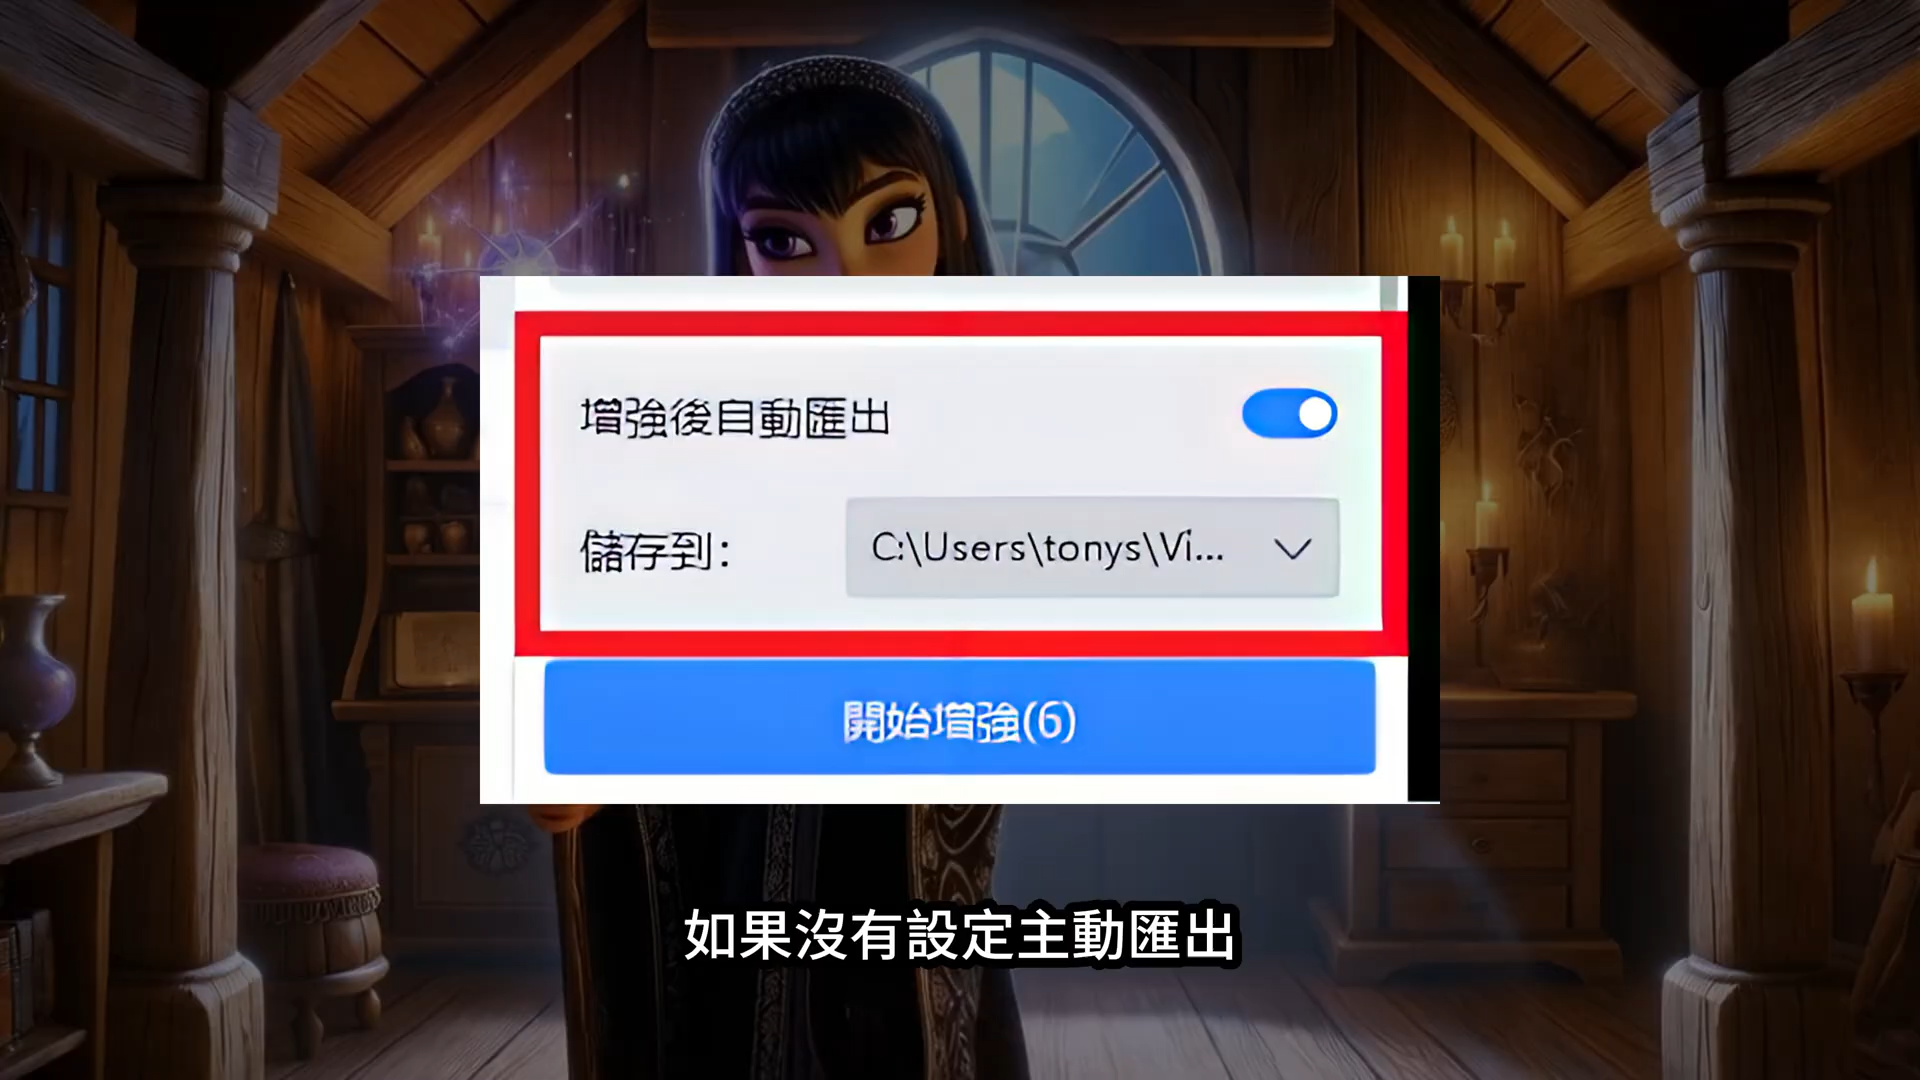 增強後自動匯出
儲存到：
C:\Users\tonys\Vi...
開始增強(6)
如果沒有設定主動匯出